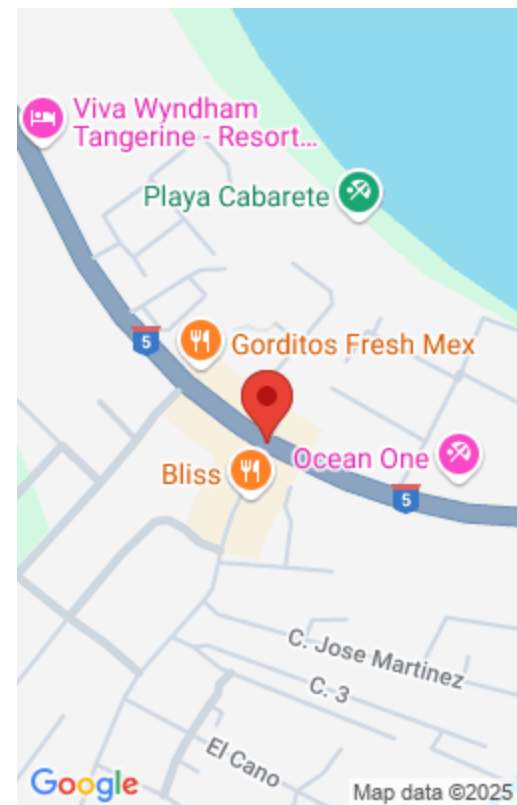 Viva Wyndham
Tangerine - Resort...
Playa Cabarete
5
Gorditos Fresh Mex
Bliss
Ocean One
5
C. Jose Martinez
C. 3
El Cano
Google
Map data ©2025